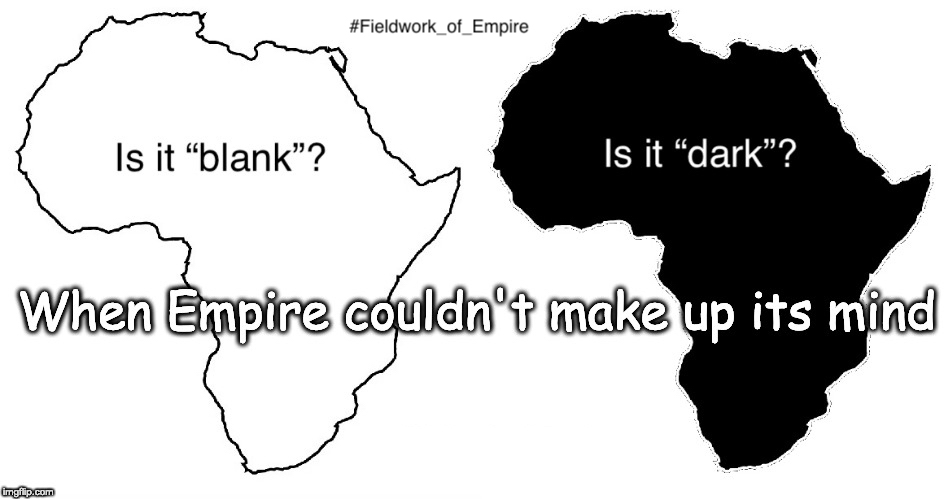 #Fieldwork_of_Empire
Is it “blank”?
Is it “dark”?
When Empire couldn't make up its mind
imgflip.com